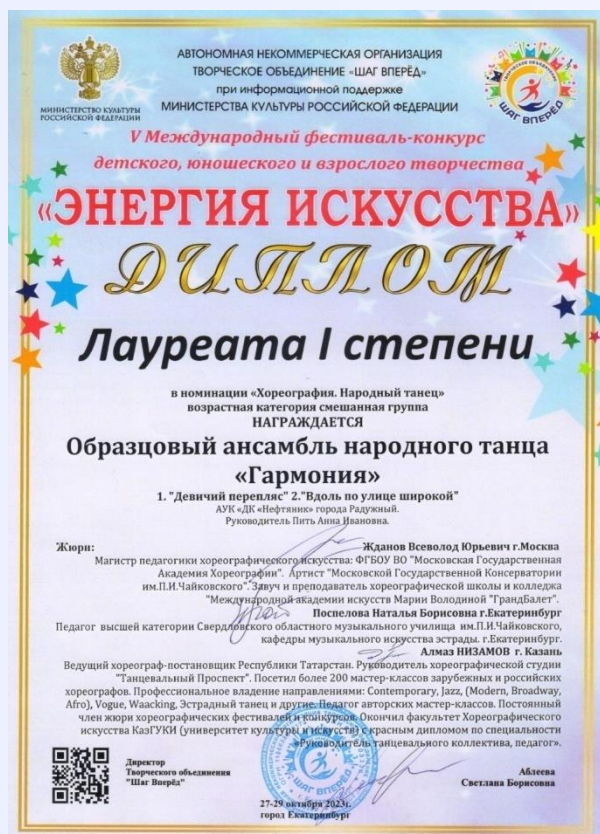 АВТОНОМНАЯ НЕКОММЕРЧЕСКАЯ ОРГАНИЗАЦИЯ
ТВОРЧЕСКОЕ ОБЪЕДИНЕНИЕ «ШАГ ВПЕРЁД»
при информационной поддержке
МИНИСТЕРСТВА КУЛЬТУРЫ РОССИЙСКОЙ ФЕДЕРАЦИИ
МИНИСТЕРСТВО КУЛЬТУРЫ
РОССИЙСКОЙ ФЕДЕРАЦИИ
ТВОРЧЕСКОЕ ОБЪЕДИНЕНИЕ
ШАГ ВПЕРЁД
V Международный фестиваль-конкурс
детского, юношеского и взрослого творчества
«ЭНЕРГИЯ ИСКУССТВА»
ДИПЛОМ
Лауреата I степени
в номинации «Хореография. Народный танец»
возрастная категория смешанная группа
НАГРАЖДАЕТСЯ
Образцовый ансамбль народного танца
«Гармония»
1. "Девичий перепляс" 2."Вдоль по улице широкой"
АУК «ДК «Нефтяник» города Радужный.
Руководитель Пить Анна Ивановна.
Жюри: Жданов Всеволод Юрьевич г.Москва
Магистр педагогики хореографического искусства: ФГБОУ ВО "Московская Государственная
Академия Хореографии". Артист "Московской Государственной Консерватории
им.П.И.Чайковского". Завуч и преподаватель хореографической школы и колледжа
"Международной академии искусств Марии Володиной "ГрандБалет".
Поспелова Наталья Борисовна г.Екатеринбург
Педагог высшей категории Свердловского областного музыкального училища им.П.И.Чайковского,
кафедры музыкального искусства эстрады. г.Екатеринбург.
Алмаз НИЗАМОВ г. Казань
Ведущий хореограф-постановщик Республики Татарстан. Руководитель хореографической студии
"Танцевальный Проспект". Посетил более 200 мастер-классов зарубежных и российских
хореографов. Профессиональное владение направлениями: Contemporary, Jazz, (Modern, Broadway,
Afro), Vogue, Waacking, Эстрадный танец и другие. Педагог авторских мастер-классов. Постоянный
член жюри хореографических фестивалей и конкурсов. Окончил факультет Хореографического
искусства КазГУКИ (университет культуры и искусств) с красным дипломом по специальности
«Руководитель танцевального коллектива, педагог».
Директор
Творческого объединения
"Шаг Вперёд"
Аблеева
Светлана Борисовна
ШАГ ВПЕРЁД
27-29 октября 2023г.
город Екатеринбург